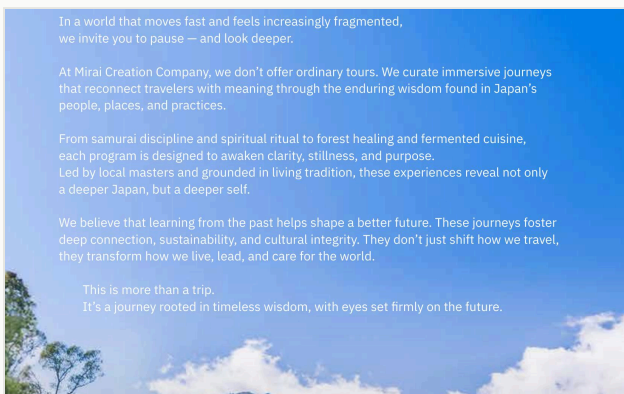 In a world that moves fast and feels increasingly fragmented,
we invite you to pause — and look deeper.
At Mirai Creation Company, we don’t offer ordinary tours. We curate immersive journeys
that reconnect travelers with meaning through the enduring wisdom found in Japan’s
people, places, and practices.
From samurai discipline and spiritual ritual to forest healing and fermented cuisine,
each program is designed to awaken clarity, stillness, and purpose.
Led by local masters and grounded in living tradition, these experiences reveal not only
a deeper Japan, but a deeper self.
We believe that learning from the past helps shape a better future. These journeys foster
deep connection, sustainability, and cultural integrity. They don’t just shift how we travel,
they transform how we live, lead, and care for the world.
This is more than a trip.
It’s a journey rooted in timeless wisdom, with eyes set firmly on the future.